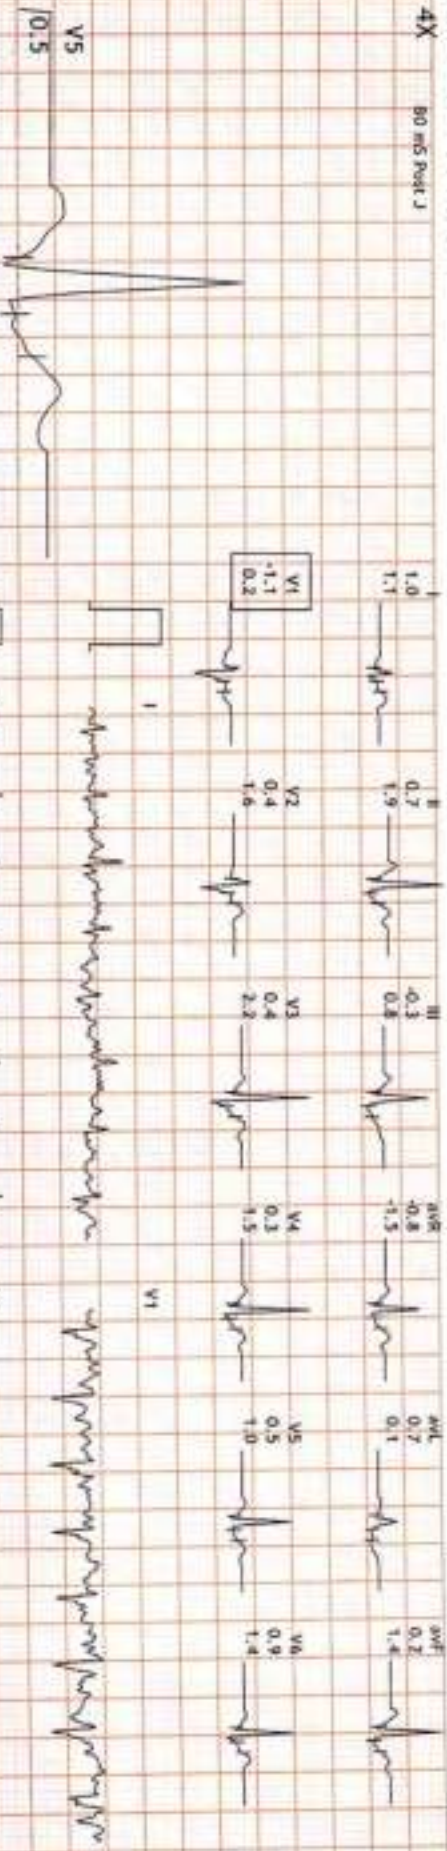 4X 80 mS Post J
I II III aVR aVL aVF
1.0 0.7 -0.3 -0.8 0.7 0.2
1.1 1.9 0.8 -1.5 0.1 1.4
V1 V2 V3 V4 V5 V6
-1.1 0.4 0.4 0.3 0.5 0.9
0.2 1.6 2.2 1.5 1.0 1.4
I V1
V5
/0.5